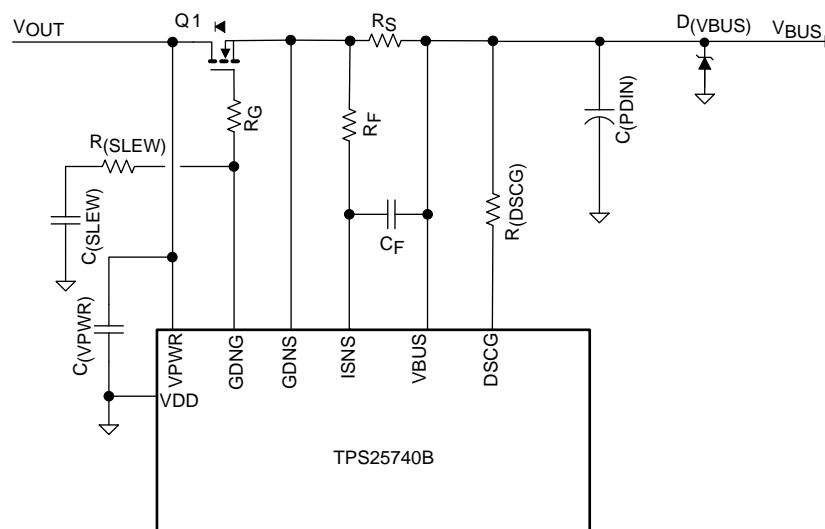 VOUT
Q1
RS
D(VBUS)
VBUS
RG
RF
C(PDIN)
R(SLEW)
C(SLEW)
CF
R(DSCG)
C(VPWR)
VPWR
GDNG
GDNS
ISNS
VBUS
DSCG
VDD
TPS25740B